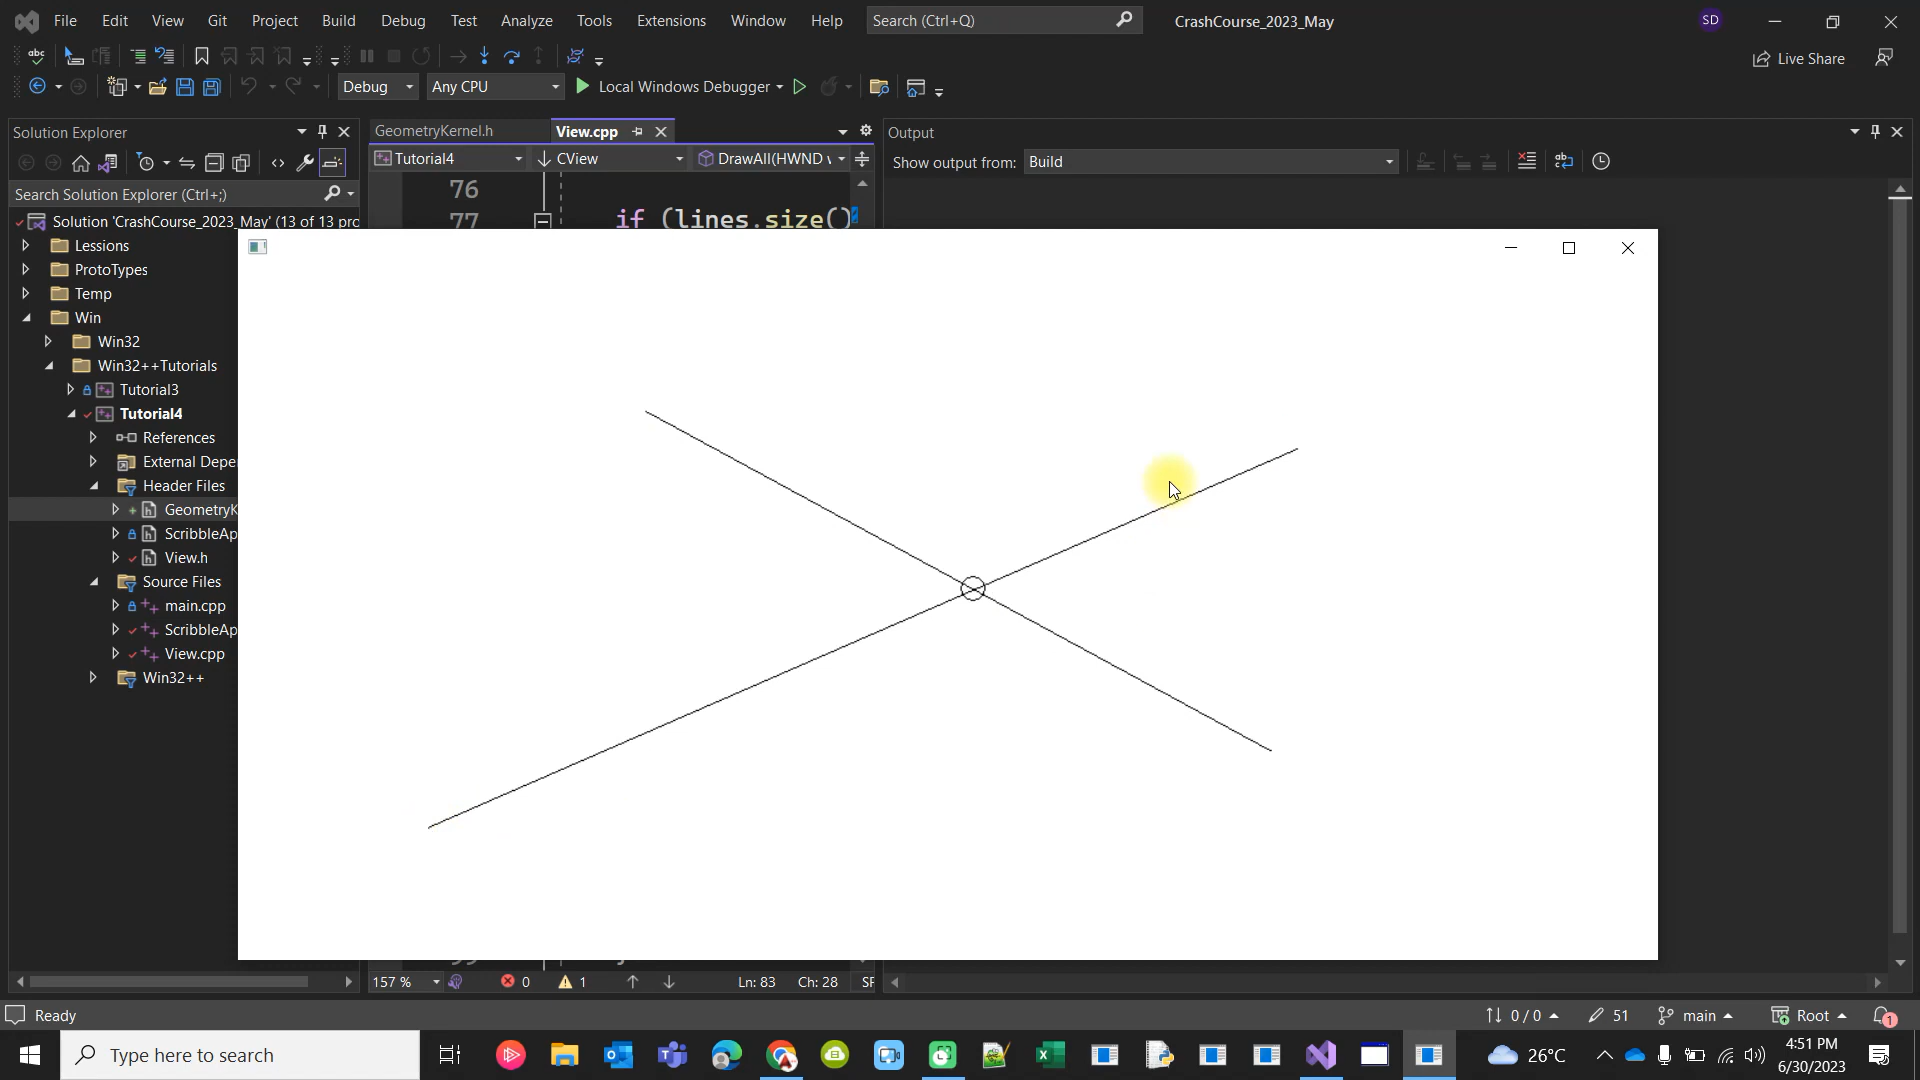 File Edit View Git Project Build Debug Test Analyze Tools Extensions Window Help Search (Ctrl+Q) CrashCourse_2023_May SD
Live Share
Debug Any CPU Local Windows Debugger
Solution Explorer
GeometryKernel.h View.cpp
Output
Tutorial4 CView DrawAll(HWND
Show output from: Build
Search Solution Explorer (Ctrl+;)
76
77 if (lines.size()
Solution 'CrashCourse_2023_May' (13 of 13 pro
Lessions
ProtoTypes
Temp
Win
Win32
Win32++Tutorials
Tutorial3
Tutorial4
References
External Depe
Header Files
GeometryK
ScribbleAp
View.h
Source Files
main.cpp
ScribbleAp
View.cpp
Win32++
157 % 0 1 Ln: 83 Ch: 28 SP
Ready 0 / 0 51 main Root 1
Type here to search 26°C 4:51 PM
6/30/2023